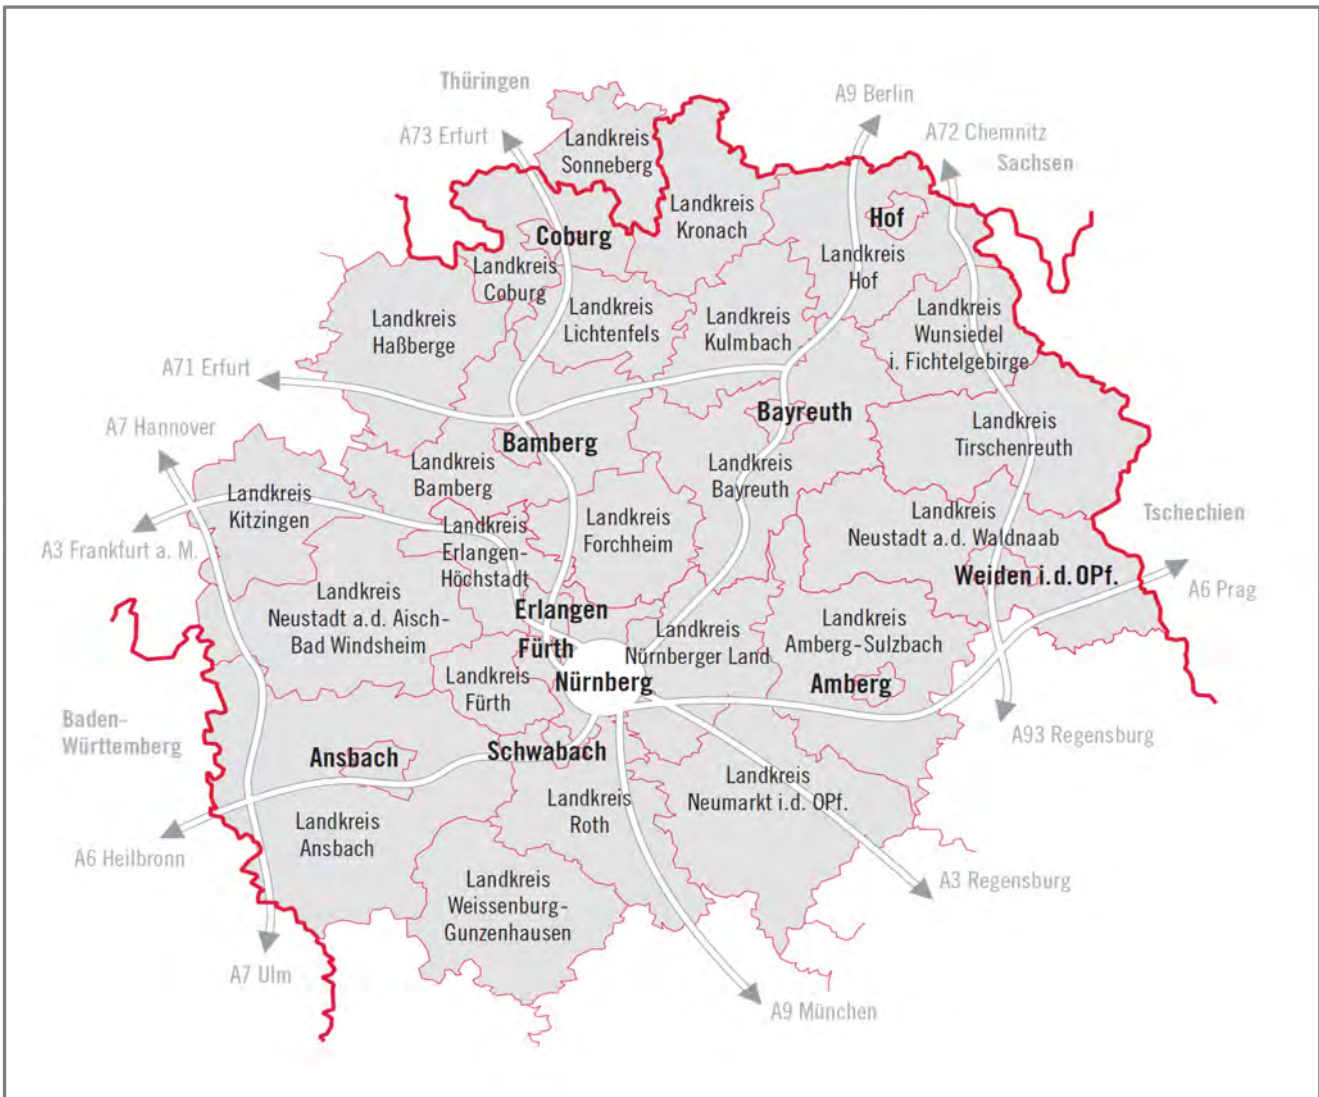 Thüringen
A9 Berlin
A73 Erfurt
A72 Chemnitz
Sachsen
Landkreis
Sonneberg
Landkreis
Kronach
Hof
Coburg
Landkreis
Hof
Landkreis
Coburg
Landkreis
Haßberge
Landkreis
Lichtenfels
Landkreis
Kulmbach
Landkreis
Wunsiedel
i. Fichtelgebirge
A71 Erfurt
A7 Hannover
Bayreuth
Landkreis
Tirschenreuth
Bamberg
Landkreis
Bamberg
Landkreis
Bayreuth
Landkreis
Kitzingen
A3 Frankfurt a. M.
Landkreis
Erlangen-
Höchstadt
Landkreis
Forchheim
Landkreis
Neustadt a.d. Waldnaab
Tschechien
Weiden i.d.OPf.
A6 Prag
Landkreis
Neustadt a.d. Aisch-
Bad Windsheim
Erlangen
Fürth
Nürnberg
Landkreis
Nürnberger Land
Landkreis
Amberg-Sulzbach
Amberg
Landkreis
Fürth
Baden-
Württemberg
A93 Regensburg
Ansbach
Schwabach
Landkreis
Neumarkt i.d. OPf.
Landkreis
Roth
Landkreis
Ansbach
A6 Heilbronn
Landkreis
Weissenburg-
Gunzenhausen
A3 Regensburg
A7 Ulm
A9 München